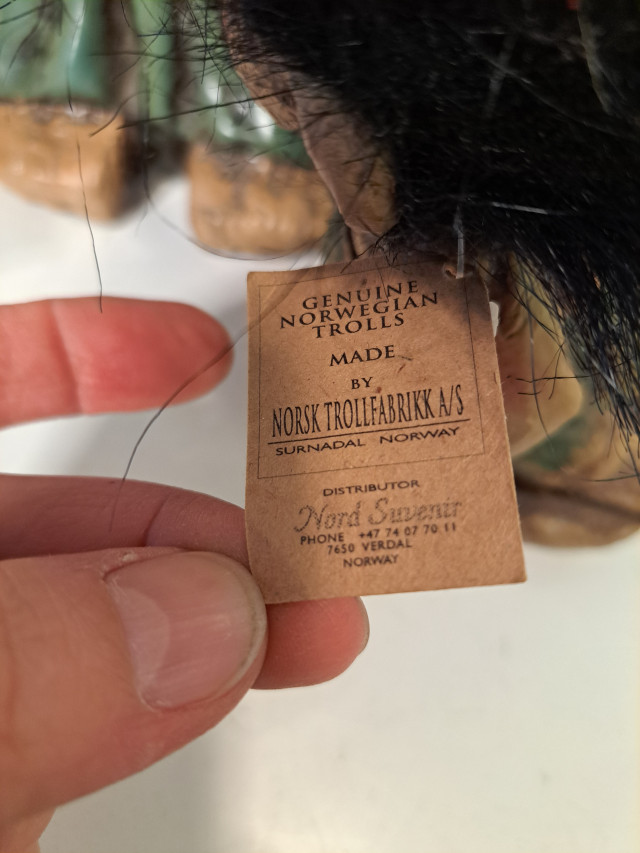 GENUINE
NORWEGIAN
TROLLS
MADE
BY
NORSK TROLLFABRIKK A/S
SURNADAL NORWAY
DISTRIBUTOR
Nord Suvenir
PHONE +47 74 07 70 11
7650 VERDAL
NORWAY